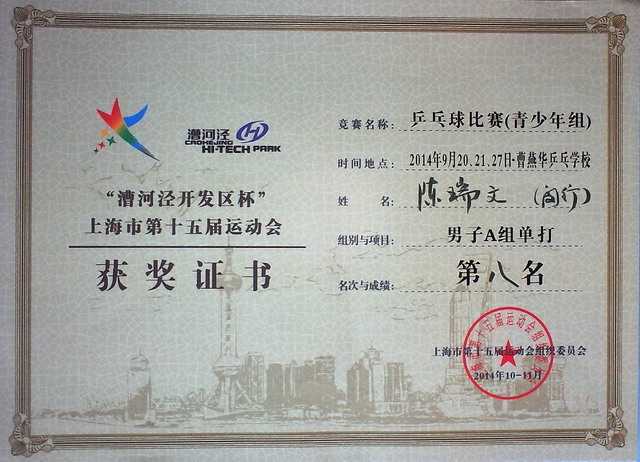 漕河泾
CAOHEJING
HI-TECH PARK
“漕河泾开发区杯”
上海市第十五届运动会
获奖证书
竞赛名称：乒乓球比赛(青少年组)
时间地点：2014年9月20、21、27日·曹燕华乒乓学校
姓　　名：陈瑞文（闵行）
组别与项目：男子A组单打
名次与成绩：第八名
上海市第十五届运动会组织委员会
2014年10-11月